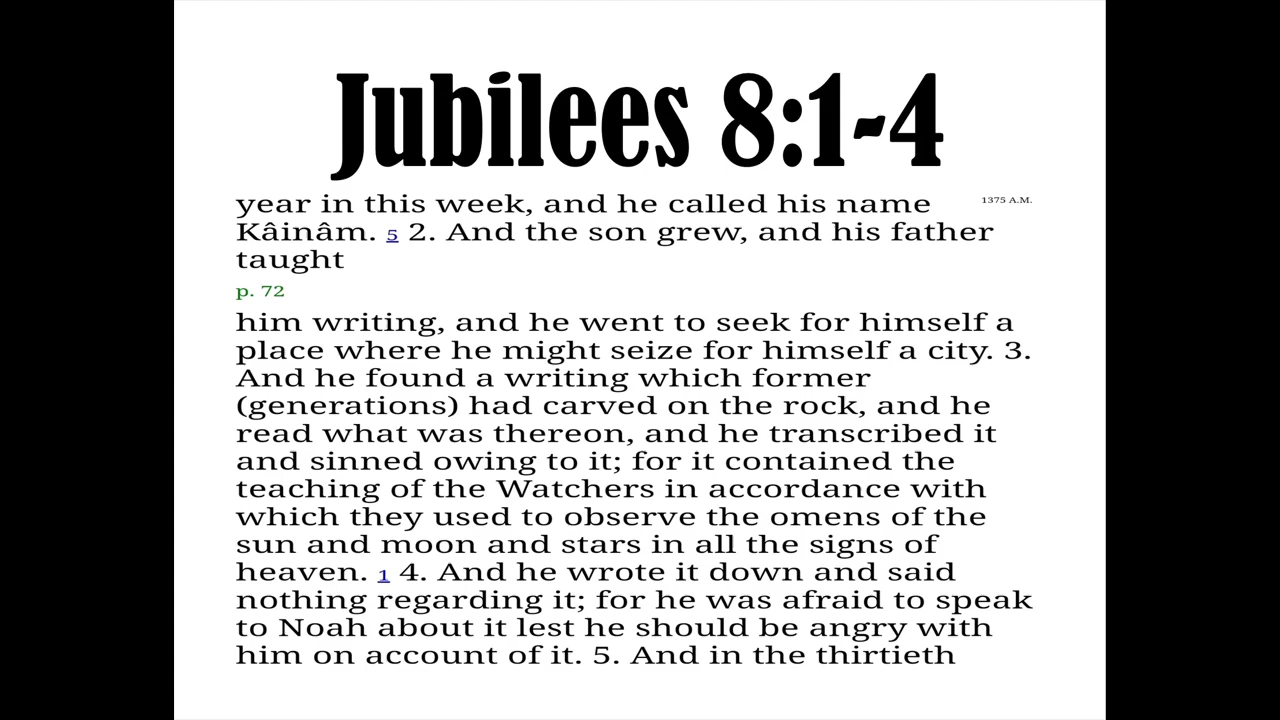 Jubilees 8:1-4
year in this week, and he called his name 1375 A.M.
Kâinâm. 5 2. And the son grew, and his father
taught
p. 72
him writing, and he went to seek for himself a
place where he might seize for himself a city. 3.
And he found a writing which former
(generations) had carved on the rock, and he
read what was thereon, and he transcribed it
and sinned owing to it; for it contained the
teaching of the Watchers in accordance with
which they used to observe the omens of the
sun and moon and stars in all the signs of
heaven. 1 4. And he wrote it down and said
nothing regarding it; for he was afraid to speak
to Noah about it lest he should be angry with
him on account of it. 5. And in the thirtieth